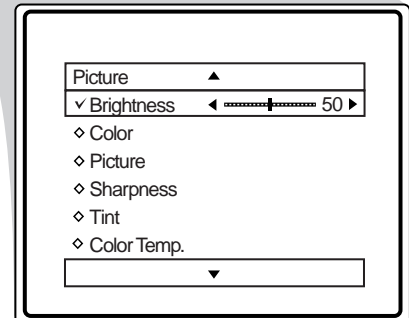 Picture
Brightness 50
Color
Picture
Sharpness
Tint
Color Temp.